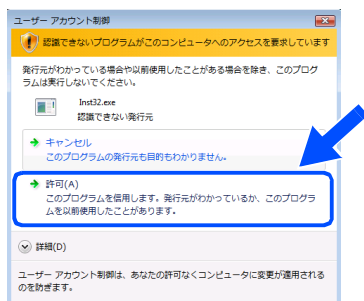 ユーザー アカウント制御
認識できないプログラムがこのコンピュータへのアクセスを要求しています
発行元がわかっている場合や以前使用したことがある場合を除き、このプログ
ラムは実行しないでください。
Inst32.exe
認識できない発行元
キャンセル
このプログラムの発行元も目的もわかりません。
許可(A)
このプログラムを信用します。発行元がわかっているか、このプログラ
ムを以前使用したことがあります。
詳細(D)
ユーザー アカウント制御は、あなたの許可なくコンピュータに変更が適用される
のを防ぎます。